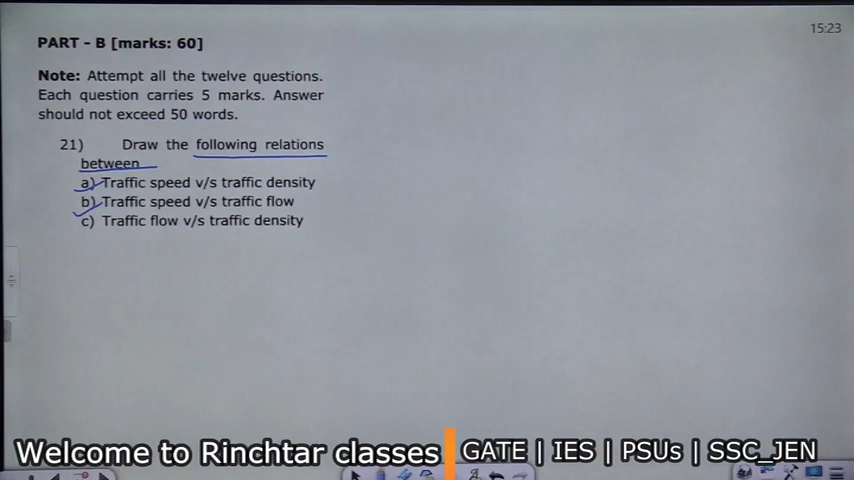 15:23
PART - B [marks: 60]
Note: Attempt all the twelve questions.
Each question carries 5 marks. Answer
should not exceed 50 words.
21) Draw the following relations
between
a) Traffic speed v/s traffic density
b) Traffic speed v/s traffic flow
c) Traffic flow v/s traffic density
Welcome to Rinchtar classes GATE | IES | PSUs | SSC_JEN